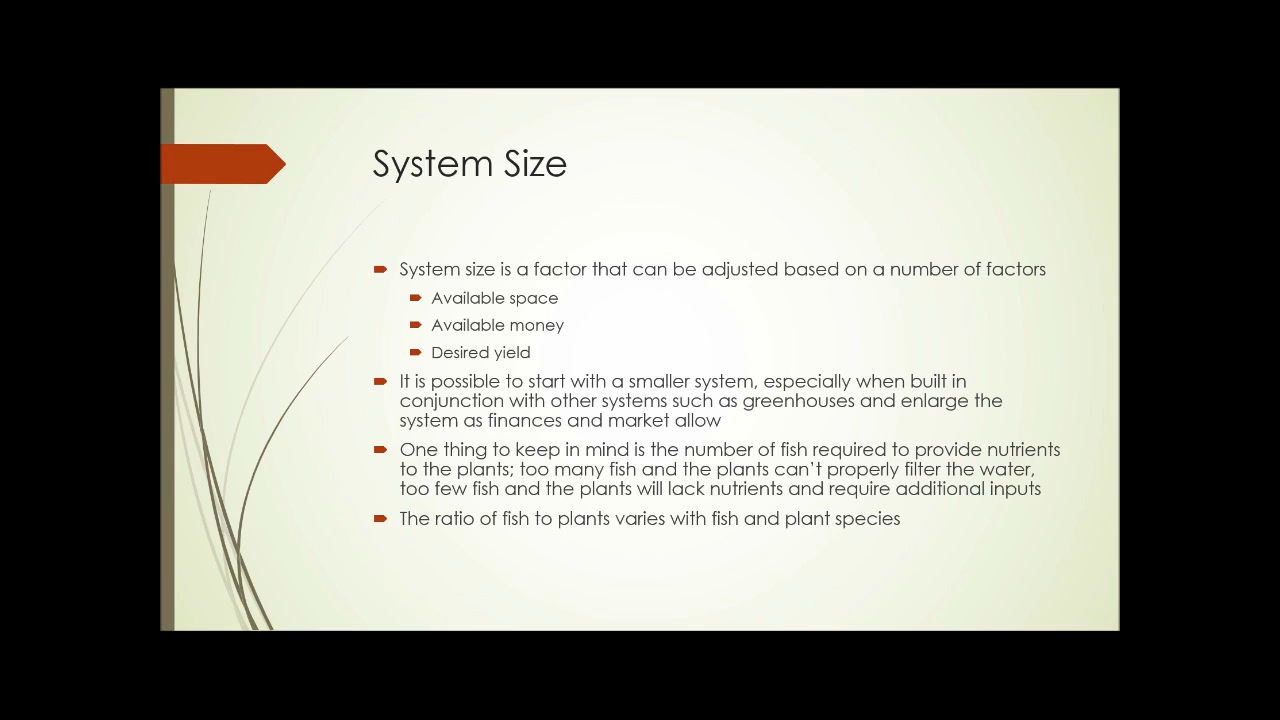 System Size
System size is a factor that can be adjusted based on a number of factors
Available space
Available money
Desired yield
It is possible to start with a smaller system, especially when built in
conjunction with other systems such as greenhouses and enlarge the
system as finances and market allow
One thing to keep in mind is the number of fish required to provide nutrients
to the plants; too many fish and the plants can’t properly filter the water,
too few fish and the plants will lack nutrients and require additional inputs
The ratio of fish to plants varies with fish and plant species